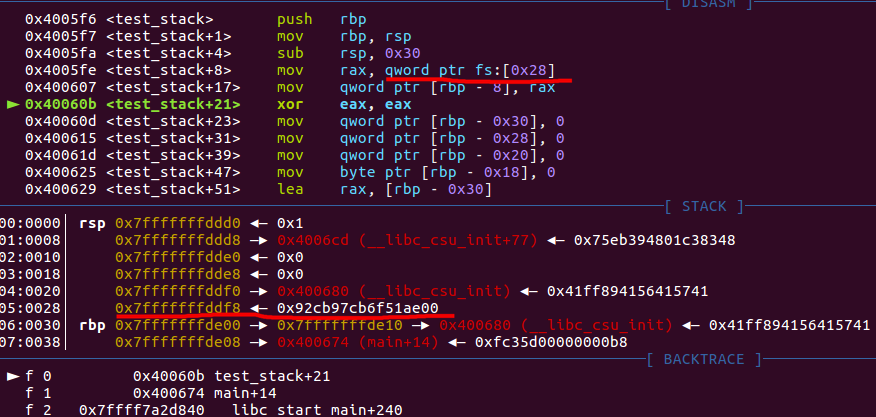 [ DISASM ]
0x4005f6 <test_stack> push rbp
0x4005f7 <test_stack+1> mov rbp, rsp
0x4005fa <test_stack+4> sub rsp, 0x30
0x4005fe <test_stack+8> mov rax, qword ptr fs:[0x28]
0x400607 <test_stack+17> mov qword ptr [rbp - 8], rax
► 0x40060b <test_stack+21> xor eax, eax
0x40060d <test_stack+23> mov qword ptr [rbp - 0x30], 0
0x400615 <test_stack+31> mov qword ptr [rbp - 0x28], 0
0x40061d <test_stack+39> mov qword ptr [rbp - 0x20], 0
0x400625 <test_stack+47> mov byte ptr [rbp - 0x18], 0
0x400629 <test_stack+51> lea rax, [rbp - 0x30]
[ STACK ]
00:0000│ rsp 0x7fffffffddd0 ◂— 0x1
01:0008│ 0x7fffffffddd8 —▸ 0x4006cd (__libc_csu_init+77) ◂— 0x75eb394801c38348
02:0010│ 0x7fffffffdde0 ◂— 0x0
03:0018│ 0x7fffffffdde8 ◂— 0x0
04:0020│ 0x7fffffffddf0 —▸ 0x400680 (__libc_csu_init) ◂— 0x41ff894156415741
05:0028│ 0x7fffffffddf8 ◂— 0x92cb97cb6f51ae00
06:0030│ rbp 0x7fffffffde00 —▸ 0x7fffffffde10 —▸ 0x400680 (__libc_csu_init) ◂— 0x41ff894156415741
07:0038│ 0x7fffffffde08 —▸ 0x400674 (main+14) ◂— 0xfc35d00000000b8
[ BACKTRACE ]
► f 0 0x40060b test_stack+21
f 1 0x400674 main+14
f 2 0x7ffff7a2d840 __libc_start_main+240